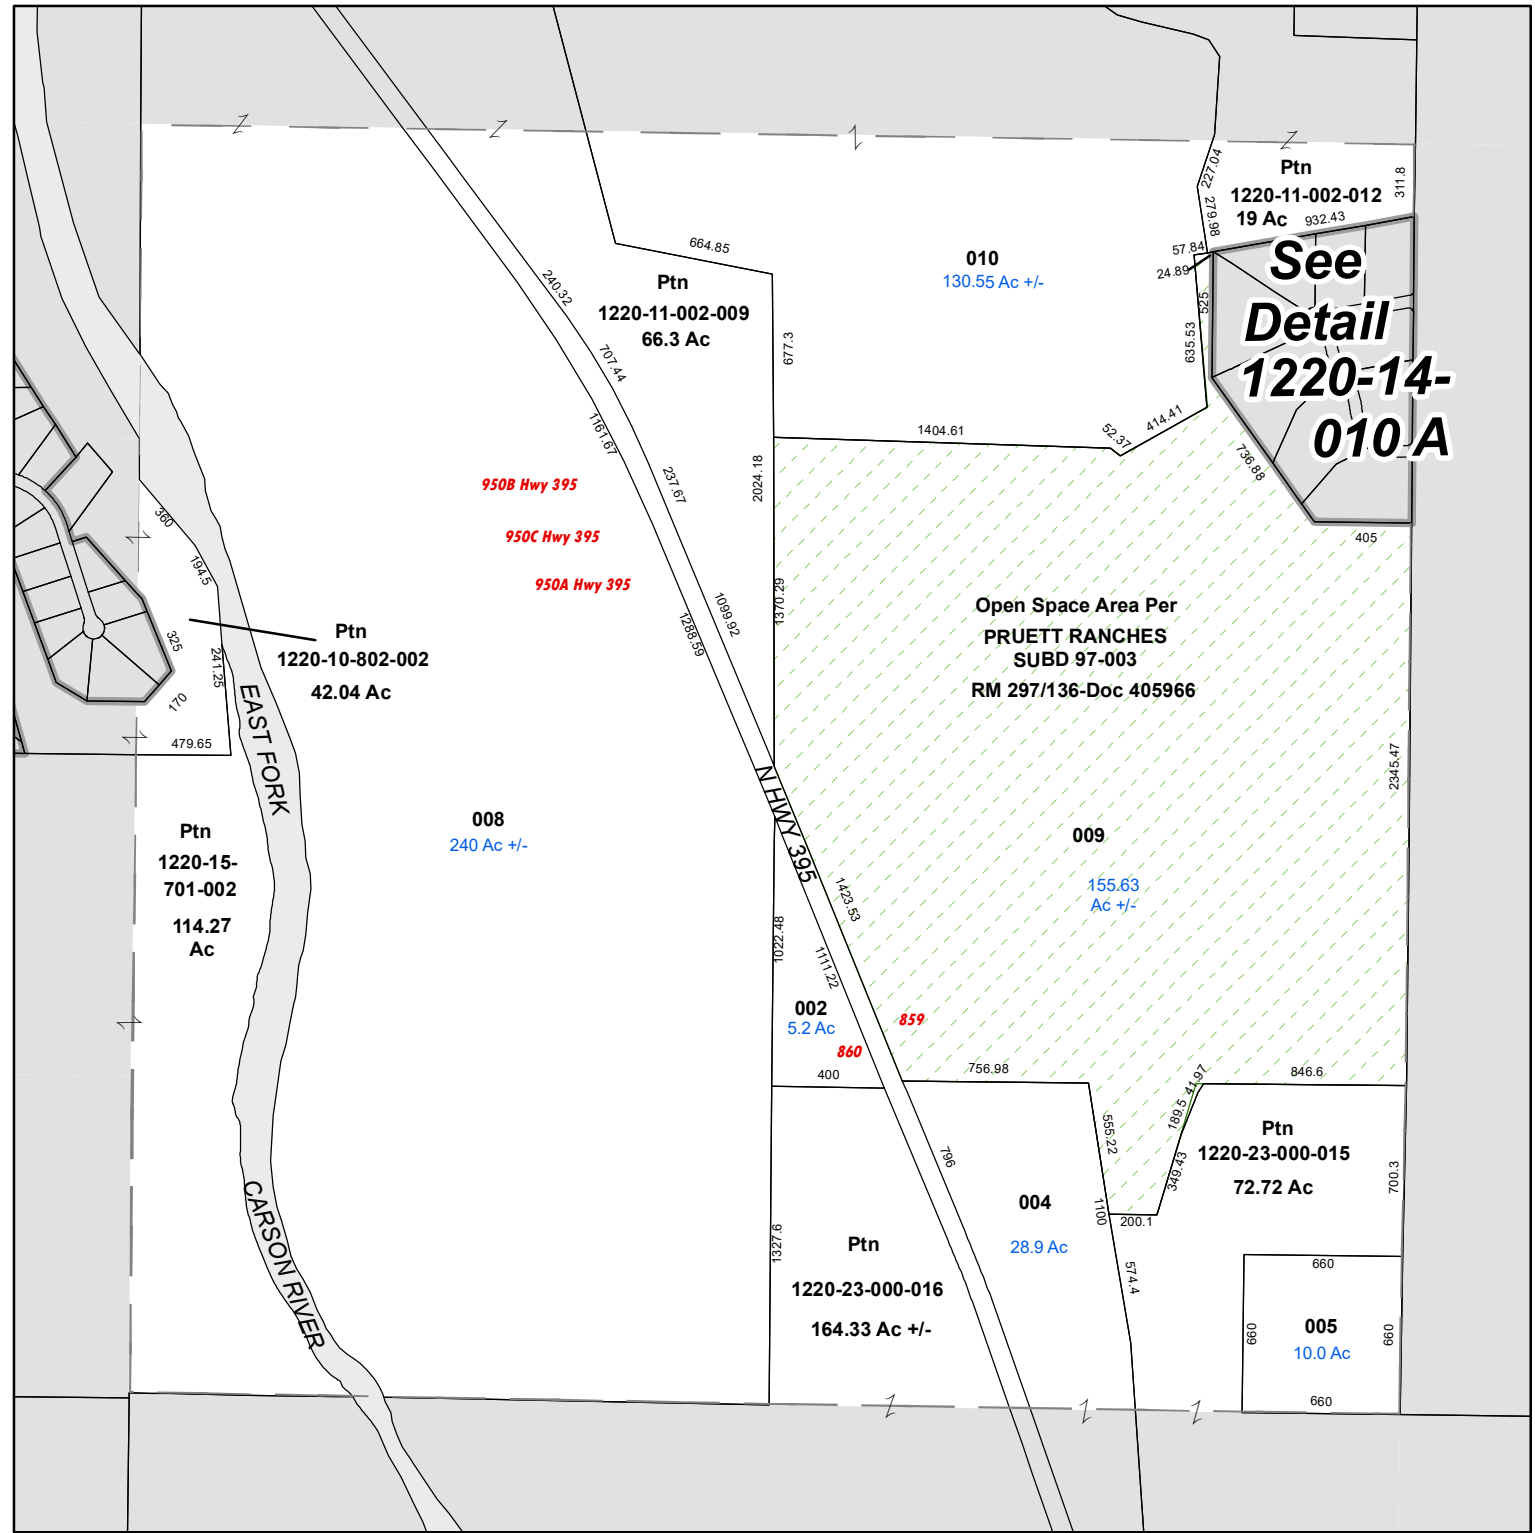 227.04
279.98
Ptn
1220-11-002-012
19 Ac
932.43
311.8
664.85
240.32
Ptn
1220-11-002-009
66.3 Ac
010
130.55 Ac +/-
57.84
24.89
525
635.53
See
Detail
1220-14-
010 A
677.3
707.44
1161.67
237.67
1404.61
52.37
414.41
736.88
405
2024.18
950B Hwy 395
950C Hwy 395
950A Hwy 395
360
194.5
325
241.25
170
479.65
Ptn
1220-10-802-002
42.04 Ac
1099.92
1288.59
1370.29
Open Space Area Per
PRUETT RANCHES
SUBD 97-003
RM 297/136-Doc 405966
2345.47
EAST FORK
N HWY 395
008
240 Ac +/-
Ptn
1220-15-
701-002
114.27
Ac
009
155.63
Ac +/-
1423.53
1022.48
1111.22
002
5.2 Ac
860
859
400
756.98
846.6
41.97
189.5
349.43
555.22
1100
200.1
574.4
796
Ptn
1220-23-000-015
72.72 Ac
700.3
004
28.9 Ac
1327.6
Ptn
1220-23-000-016
164.33 Ac +/-
CARSON RIVER
660
660
005
10.0 Ac
660
660